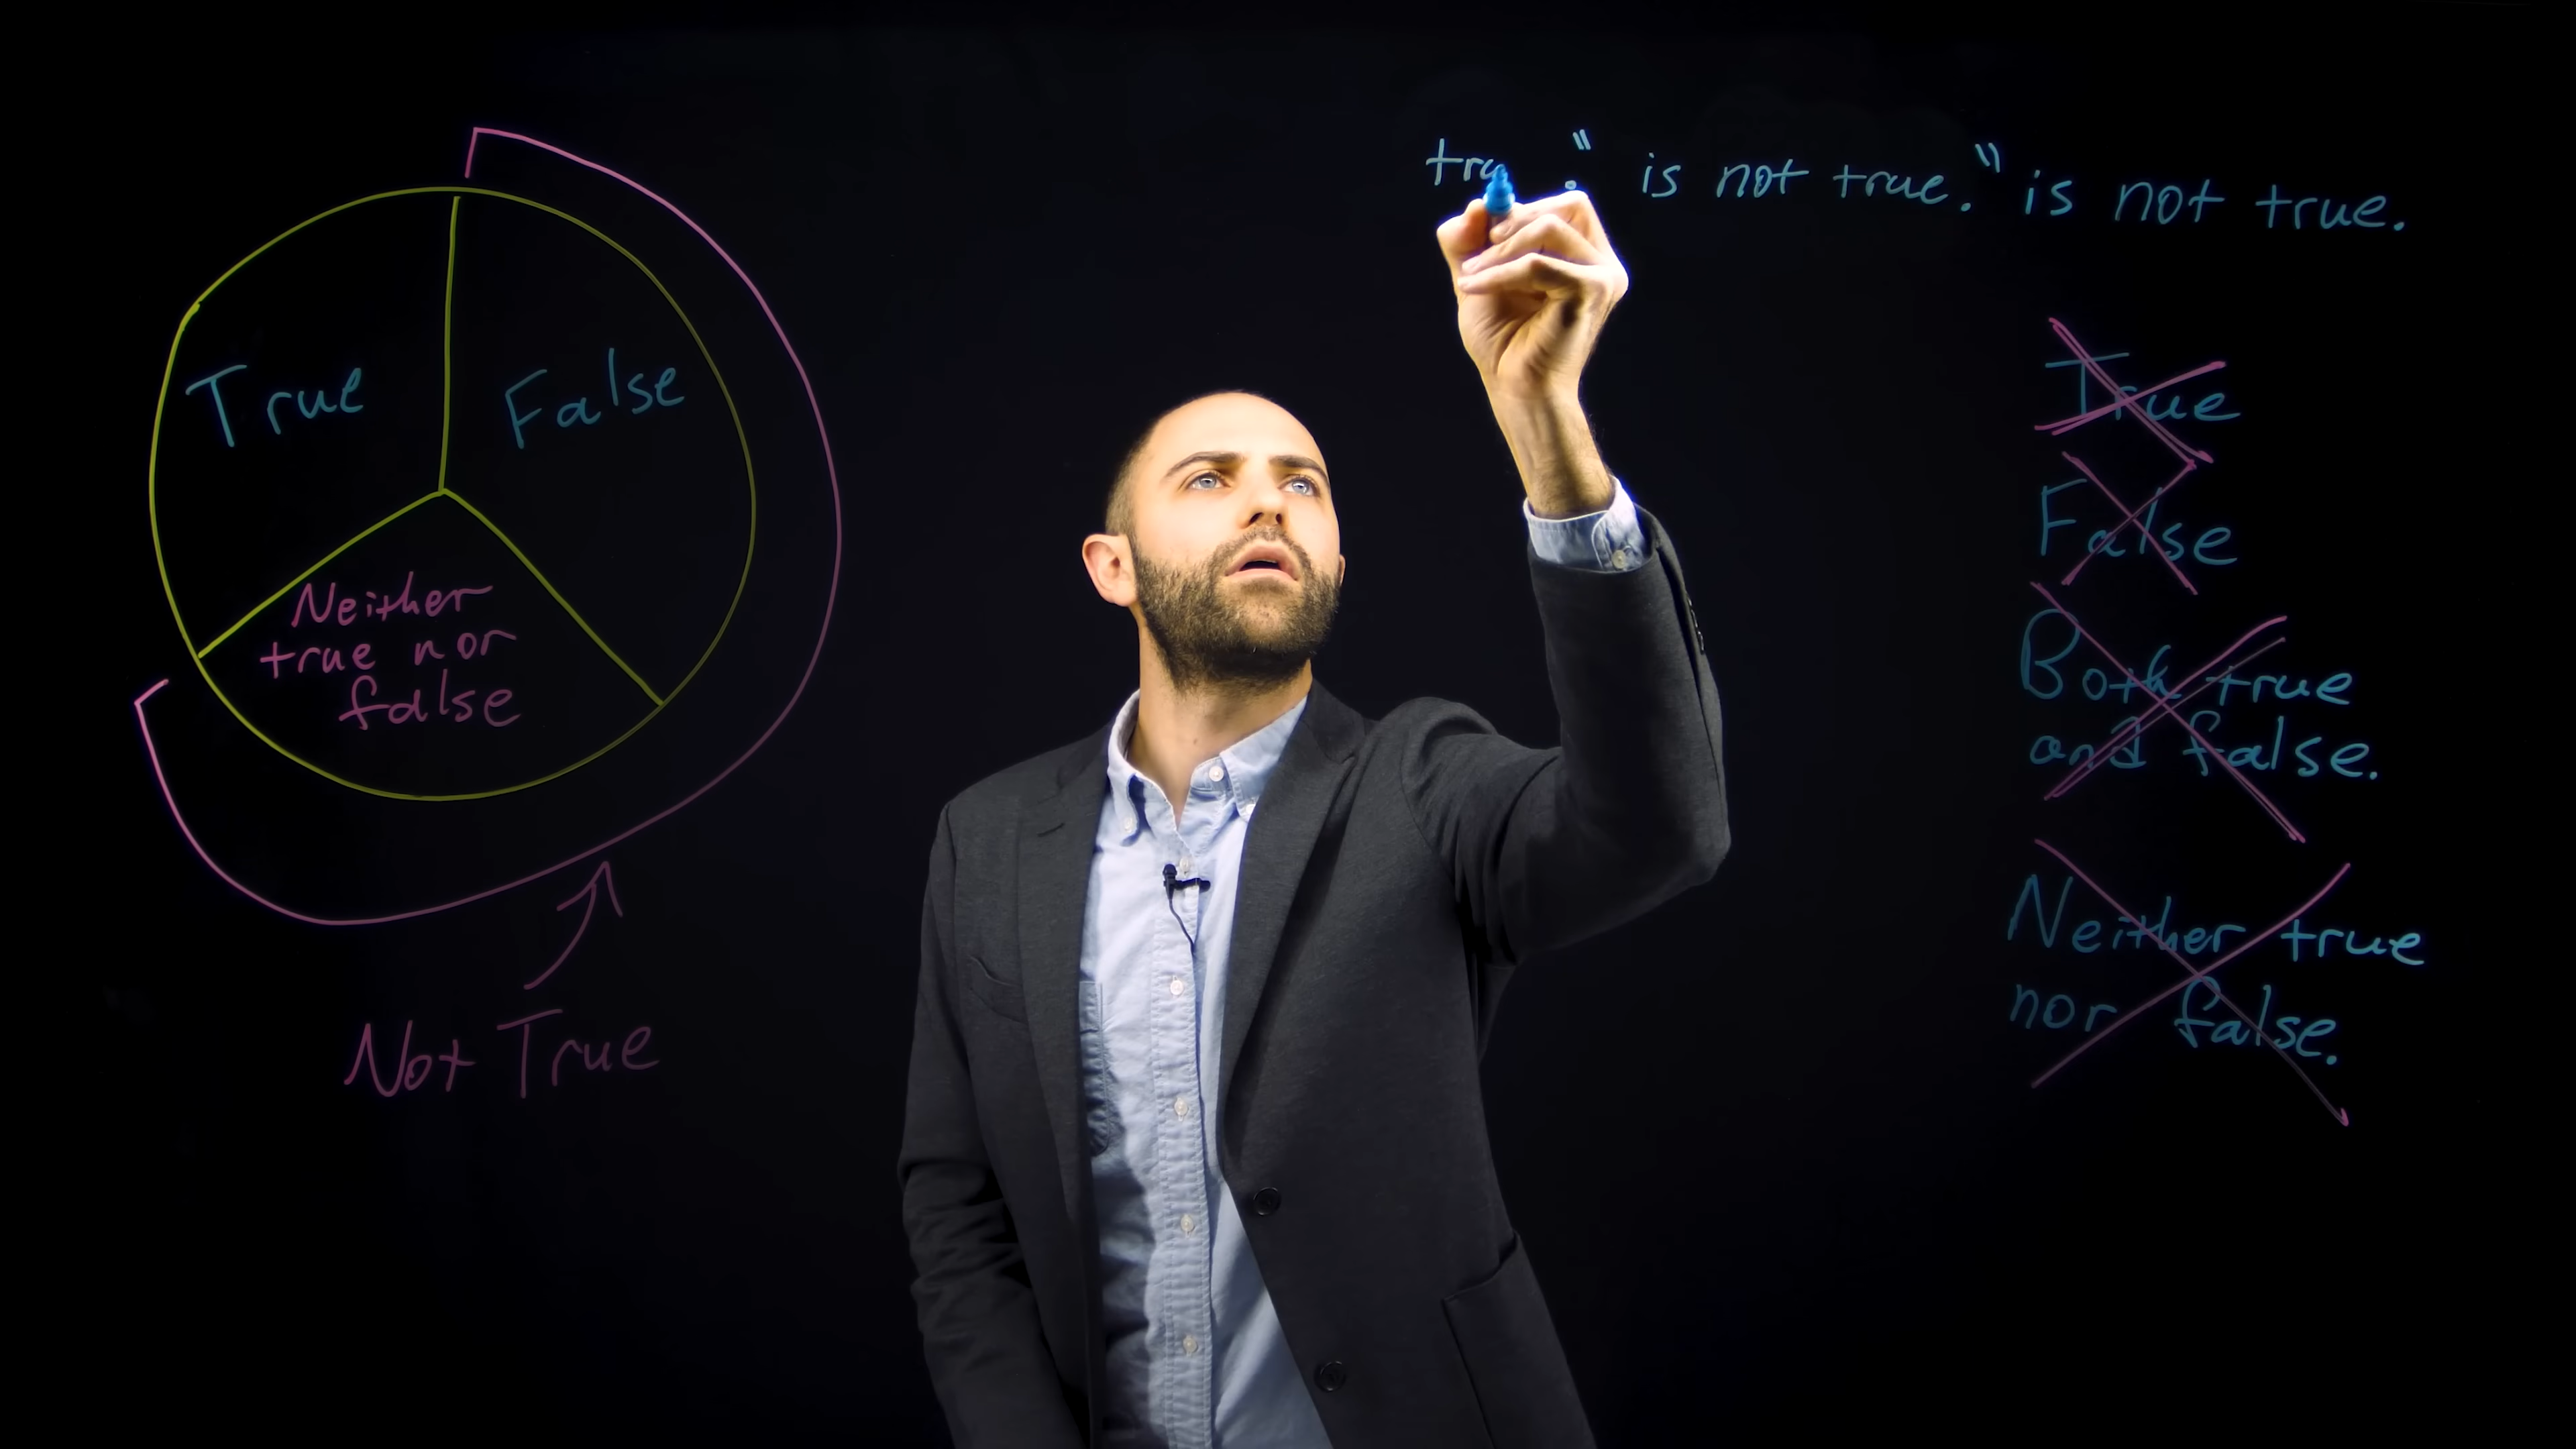 True
False
Neither
true nor
false
Not True
." is not true." is not true.
True
False
Both true
and false.
Neither true
nor false.